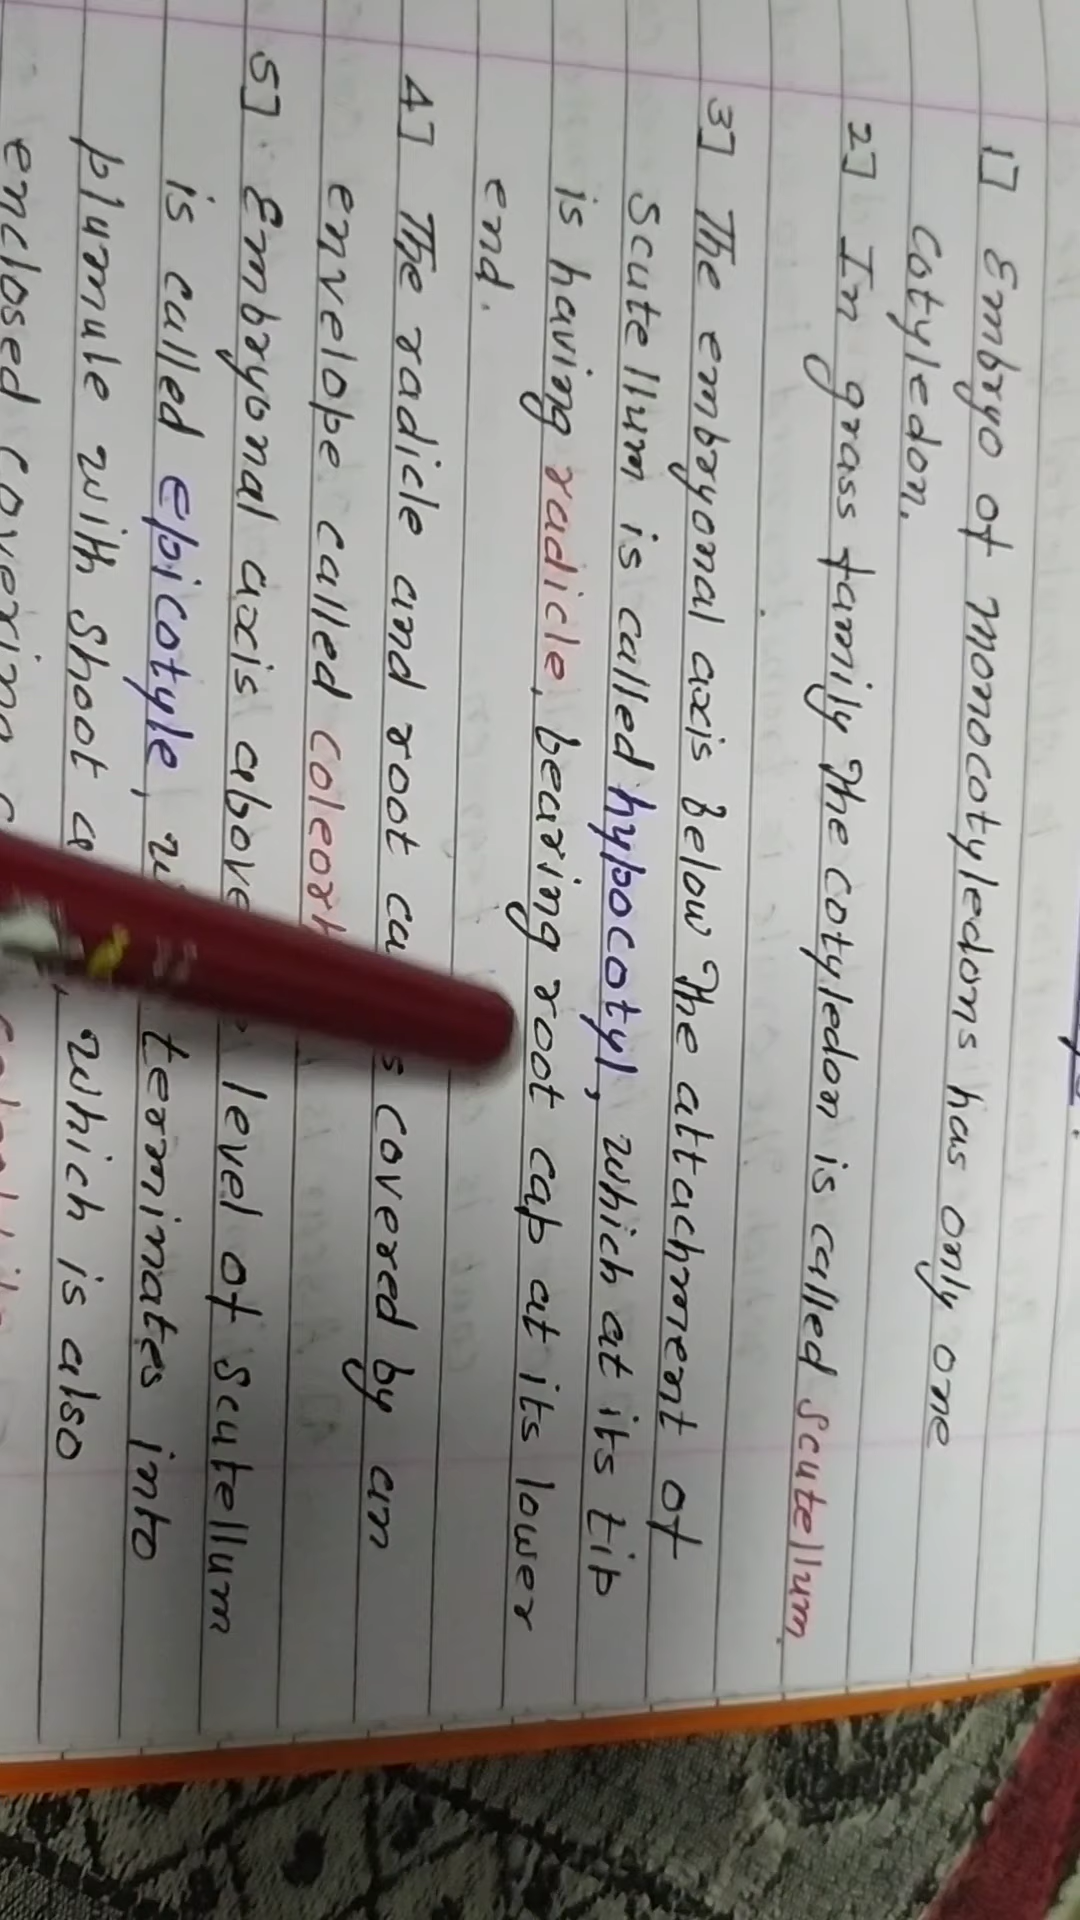 1] Embryo of monocotyledons has only one
cotyledon.
2] In grass family The cotyledon is called Scutellum.
3] The embryonal axis Below The attachment of
Scutellum is called hypocotyl, which at its tip
is having radicle, bearing root cap at its lower
end.
4] The radicle and root covered by an
envelope called
5] Embryonal axis above level of Scutellum
is called epicotyle, terminates into
plumule with Shoot which is also
enclosed covering